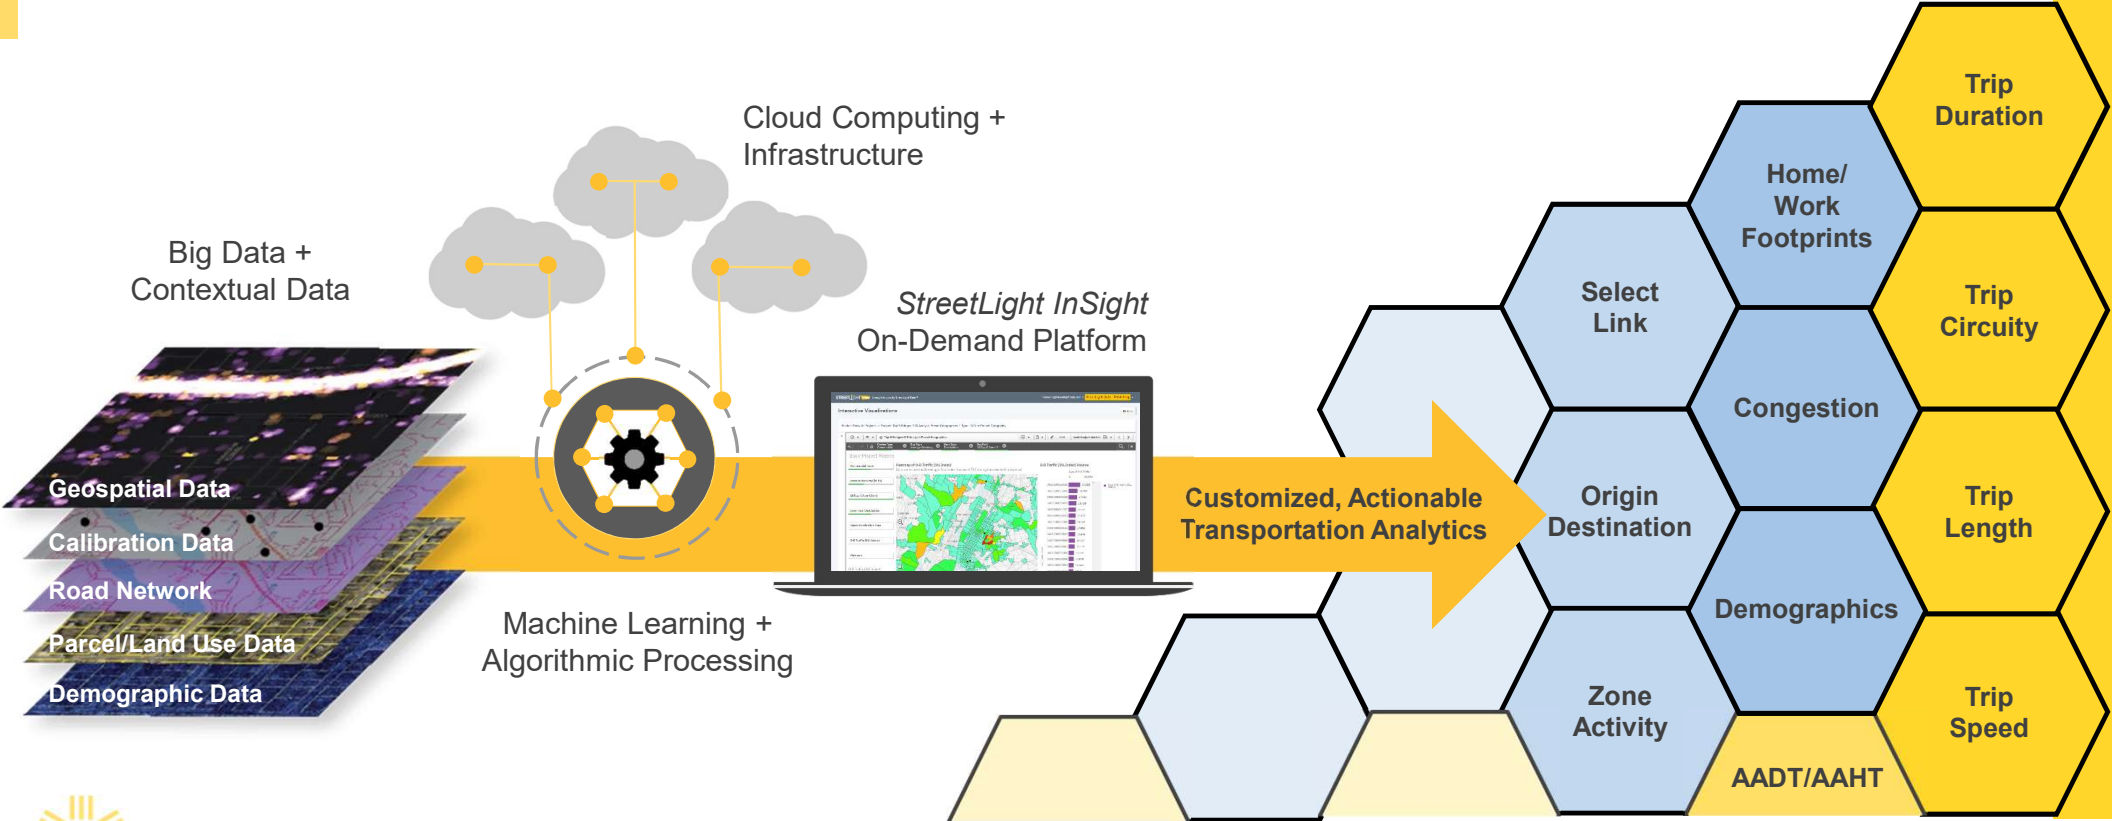 Big Data +
Contextual Data
Cloud Computing +
Infrastructure
StreetLight InSight
On-Demand Platform
Geospatial Data
Calibration Data
Road Network
Parcel/Land Use Data
Demographic Data
Machine Learning +
Algorithmic Processing
Interactive Visualizations
Customized, Actionable
Transportation Analytics
Select
Link
Origin
Destination
Zone
Activity
Home/
Work
Footprints
Congestion
Demographics
AADT/AAHT
Trip
Duration
Trip
Circuity
Trip
Length
Trip
Speed